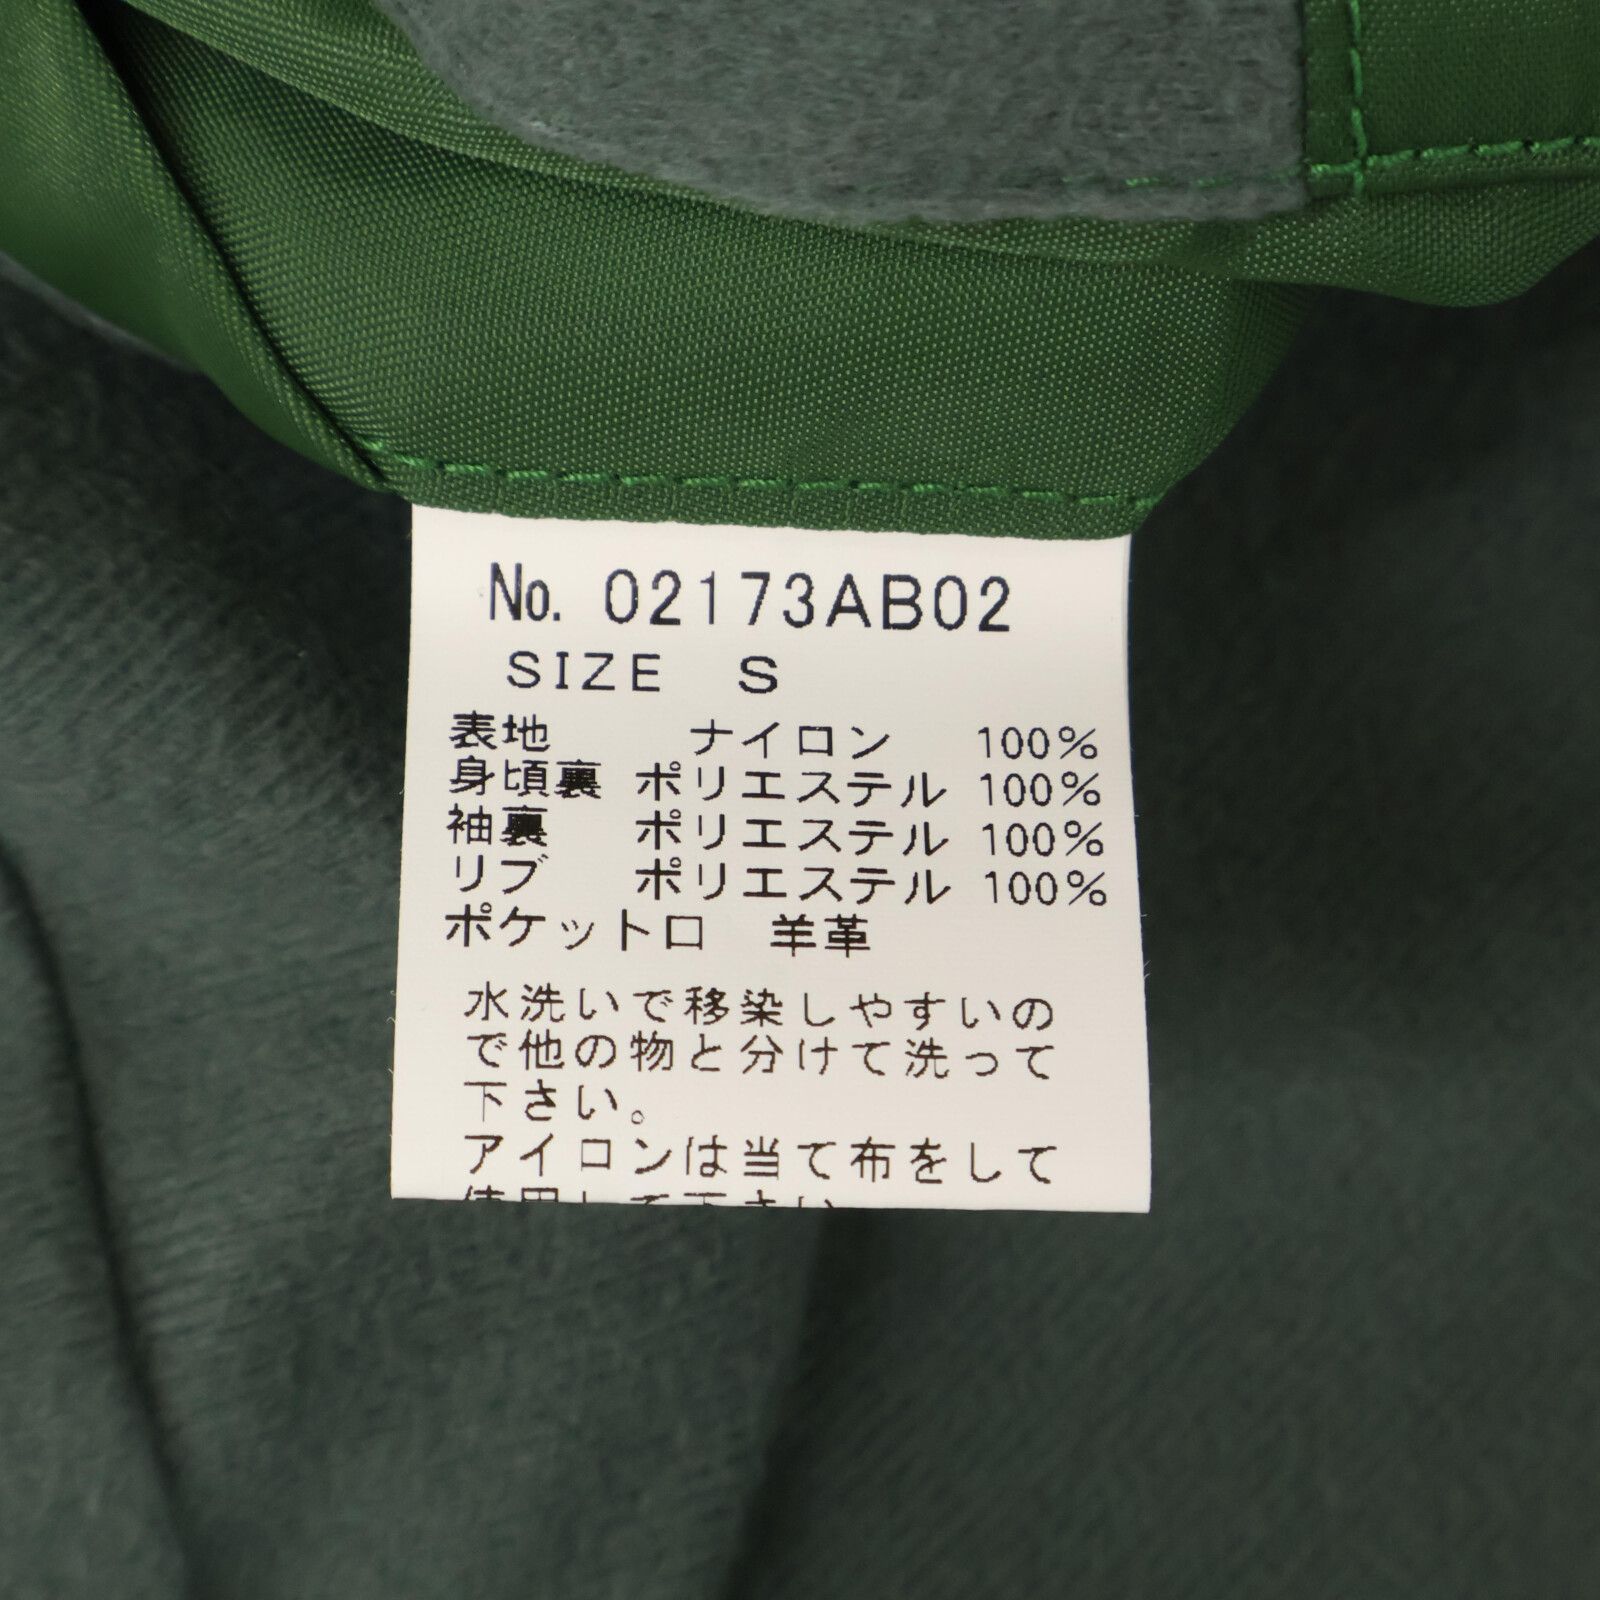 No. 02173AB02
SIZE S
表地 ナイロン 100%
身頃裏 ポリエステル 100%
袖裏 ポリエステル 100%
リブ ポリエステル 100%
ポケット口 羊革
水洗いで移染しやすいの
で他の物と分けて洗って
下さい。
アイロンは当て布をして